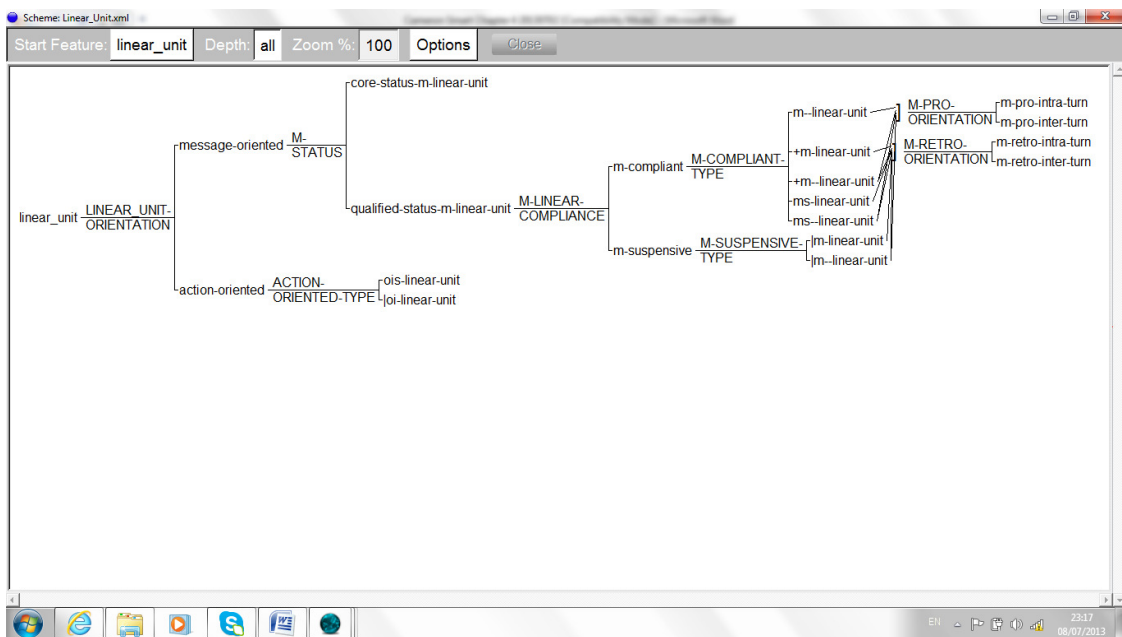 Scheme: Linear_Unit.xml
Start Feature: linear_unit Depth: all Zoom %: 100 Options Close
core-status-m-linear-unit
m--linear-unit
M-PRO-
ORIENTATION
m-pro-intra-turn
m-pro-inter-turn
message-oriented
M-
STATUS
+m-linear-unit
M-RETRO-
ORIENTATION
m-retro-intra-turn
m-retro-inter-turn
m-compliant
M-COMPLIANT-
TYPE
+m--linear-unit
ms-linear-unit
ms--linear-unit
linear_unit
LINEAR_UNIT-
ORIENTATION
qualified-status-m-linear-unit
M-LINEAR-
COMPLIANCE
m-suspensive
M-SUSPENSIVE-
TYPE
|m-linear-unit
|m--linear-unit
action-oriented
ACTION-
ORIENTED-TYPE
ois-linear-unit
|oi-linear-unit
EN
23:17
08/07/2013